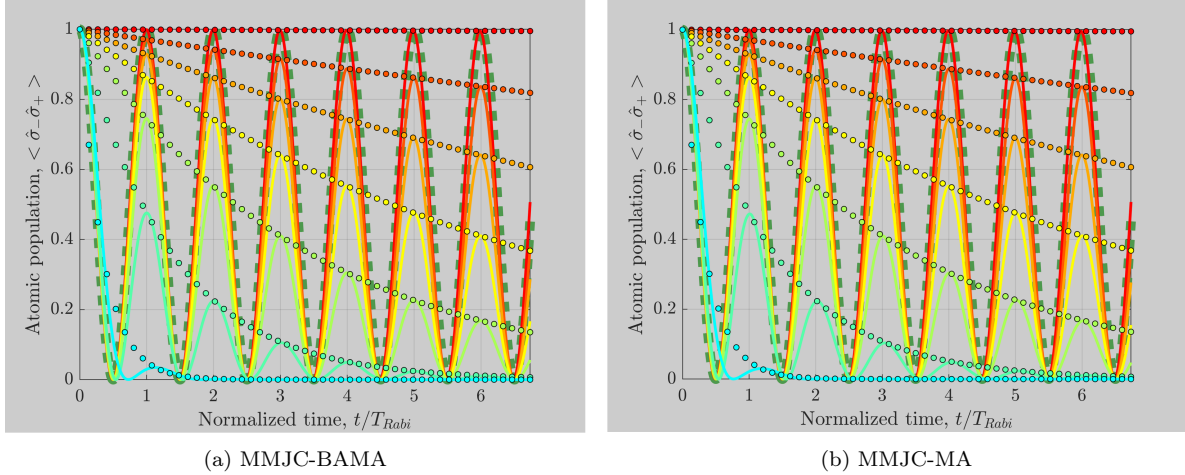 1
0.8
0.6
0.4
0.2
0
Atomic population, < σ̂₋σ̂₊ >
0 1 2 3 4 5 6
Normalized time, t/T_Rabi
(a) MMJC-BAMA
1
0.8
0.6
0.4
0.2
0
Atomic population, < σ̂₋σ̂₊ >
0 1 2 3 4 5 6
Normalized time, t/T_Rabi
(b) MMJC-MA